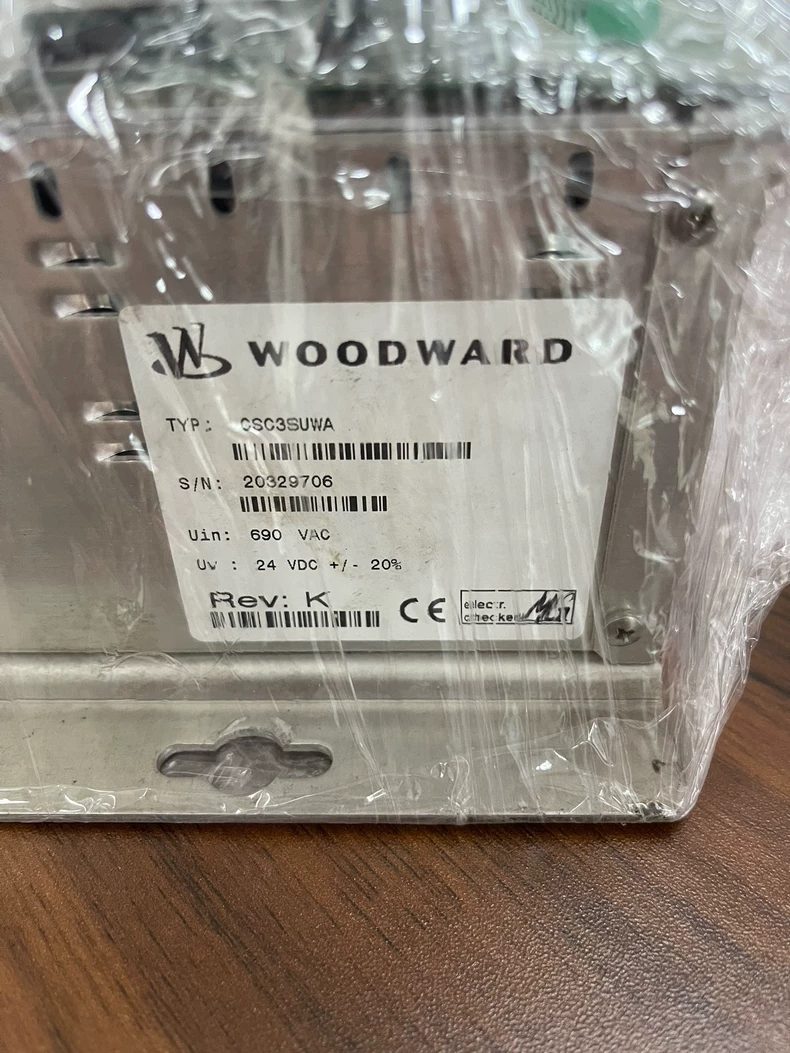 WOODWARD
TYP: CSC3SUWA
S/N: 20329706
Uin: 690 VAC
Uv : 24 VDC +/- 20%
Rev: K
CE
electr.
checked